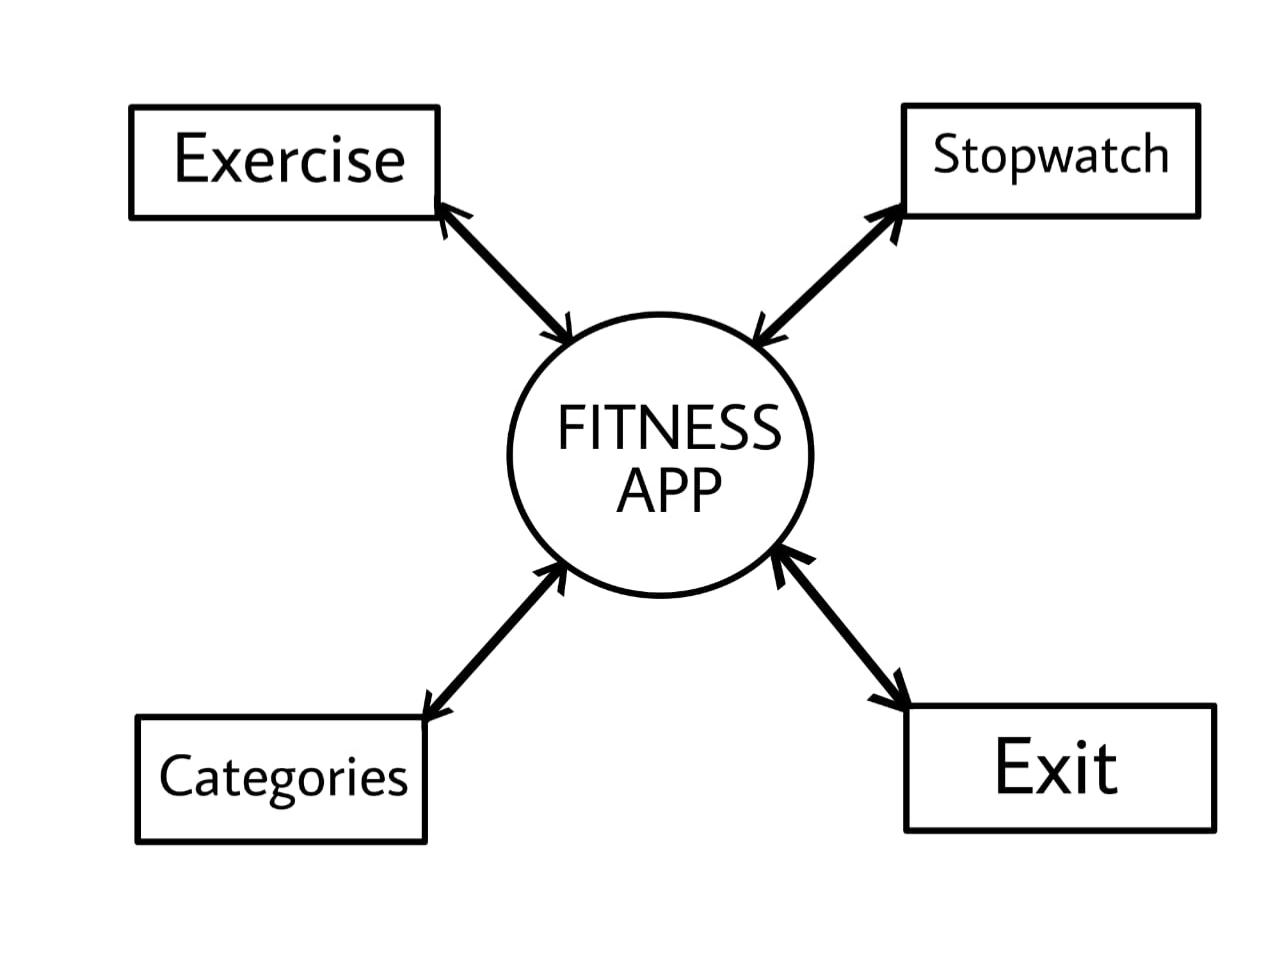 Exercise
Stopwatch
FITNESS
APP
Categories
Exit